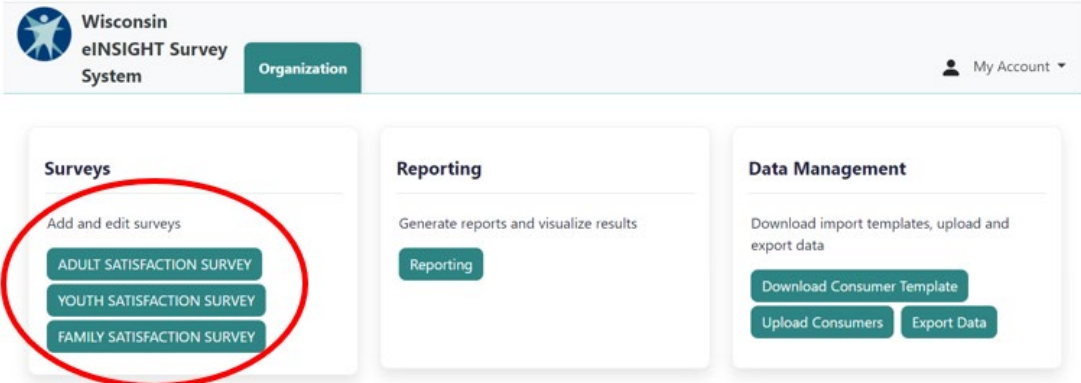 Wisconsin
eINSIGHT Survey
System
Organization
My Account
Surveys
Add and edit surveys
ADULT SATISFACTION SURVEY
YOUTH SATISFACTION SURVEY
FAMILY SATISFACTION SURVEY
Reporting
Generate reports and visualize results
Reporting
Data Management
Download import templates, upload and
export data
Download Consumer Template
Upload Consumers
Export Data